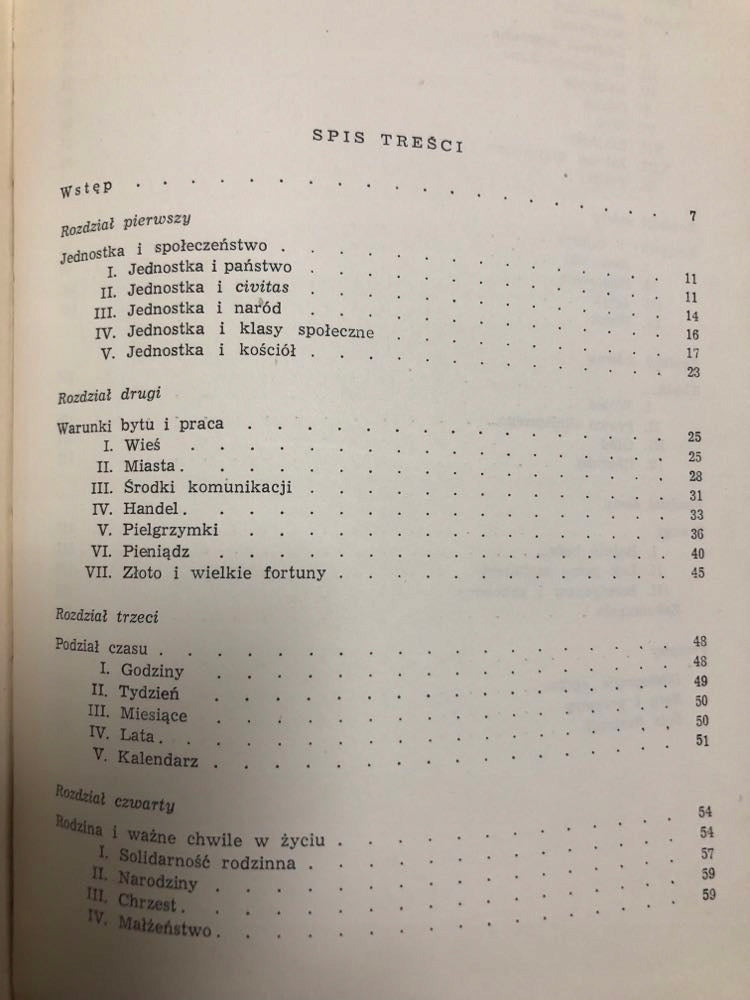 SPIS TREŚCI
Wstęp . . . . . . . . . . . . . . . . . . 7
Rozdział pierwszy
Jednostka i społeczeństwo . . . . . . . . . . . . . . 11
I. Jednostka i państwo . . . . . . . . . . . . . 11
II. Jednostka i civitas . . . . . . . . . . . . . 14
III. Jednostka i naród . . . . . . . . . . . . . 16
IV. Jednostka i klasy społeczne . . . . . . . . . . 17
V. Jednostka i kościół . . . . . . . . . . . . . 23
Rozdział drugi
Warunki bytu i praca . . . . . . . . . . . . . . . 25
I. Wieś . . . . . . . . . . . . . . . . . 25
II. Miasta . . . . . . . . . . . . . . . . . 28
III. Środki komunikacji . . . . . . . . . . . . . 31
IV. Handel . . . . . . . . . . . . . . . . . 33
V. Pielgrzymki . . . . . . . . . . . . . . . . 36
VI. Pieniądz . . . . . . . . . . . . . . . . 40
VII. Złoto i wielkie fortuny . . . . . . . . . . . . 45
Rozdział trzeci
Podział czasu . . . . . . . . . . . . . . . . . . 48
I. Godziny . . . . . . . . . . . . . . . . 48
II. Tydzień . . . . . . . . . . . . . . . . 49
III. Miesiące . . . . . . . . . . . . . . . . 50
IV. Lata . . . . . . . . . . . . . . . . . . 50
V. Kalendarz . . . . . . . . . . . . . . . . 51
Rozdział czwarty
Rodzina i ważne chwile w życiu . . . . . . . . . . . . 54
I. Solidarność rodzinna . . . . . . . . . . . . . 54
II. Narodziny . . . . . . . . . . . . . . . . 57
III. Chrzest . . . . . . . . . . . . . . . . . 59
IV. Małżeństwo . . . . . . . . . . . . . . . . 59